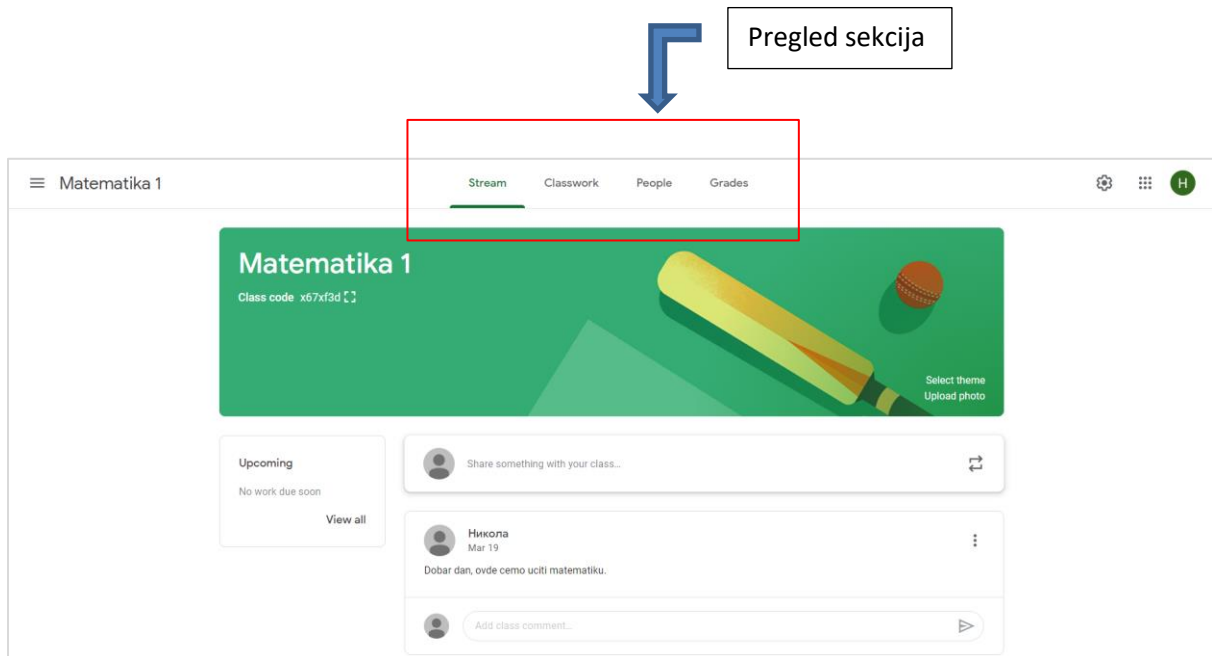 Pregled sekcija
Matematika 1
Stream Classwork People Grades
H
Matematika 1
Class code x67xf3d
Select theme
Upload photo
Upcoming
No work due soon
View all
Share something with your class...
Никола
Mar 19
Dobar dan, ovde cemo uciti matematiku.
Add class comment...